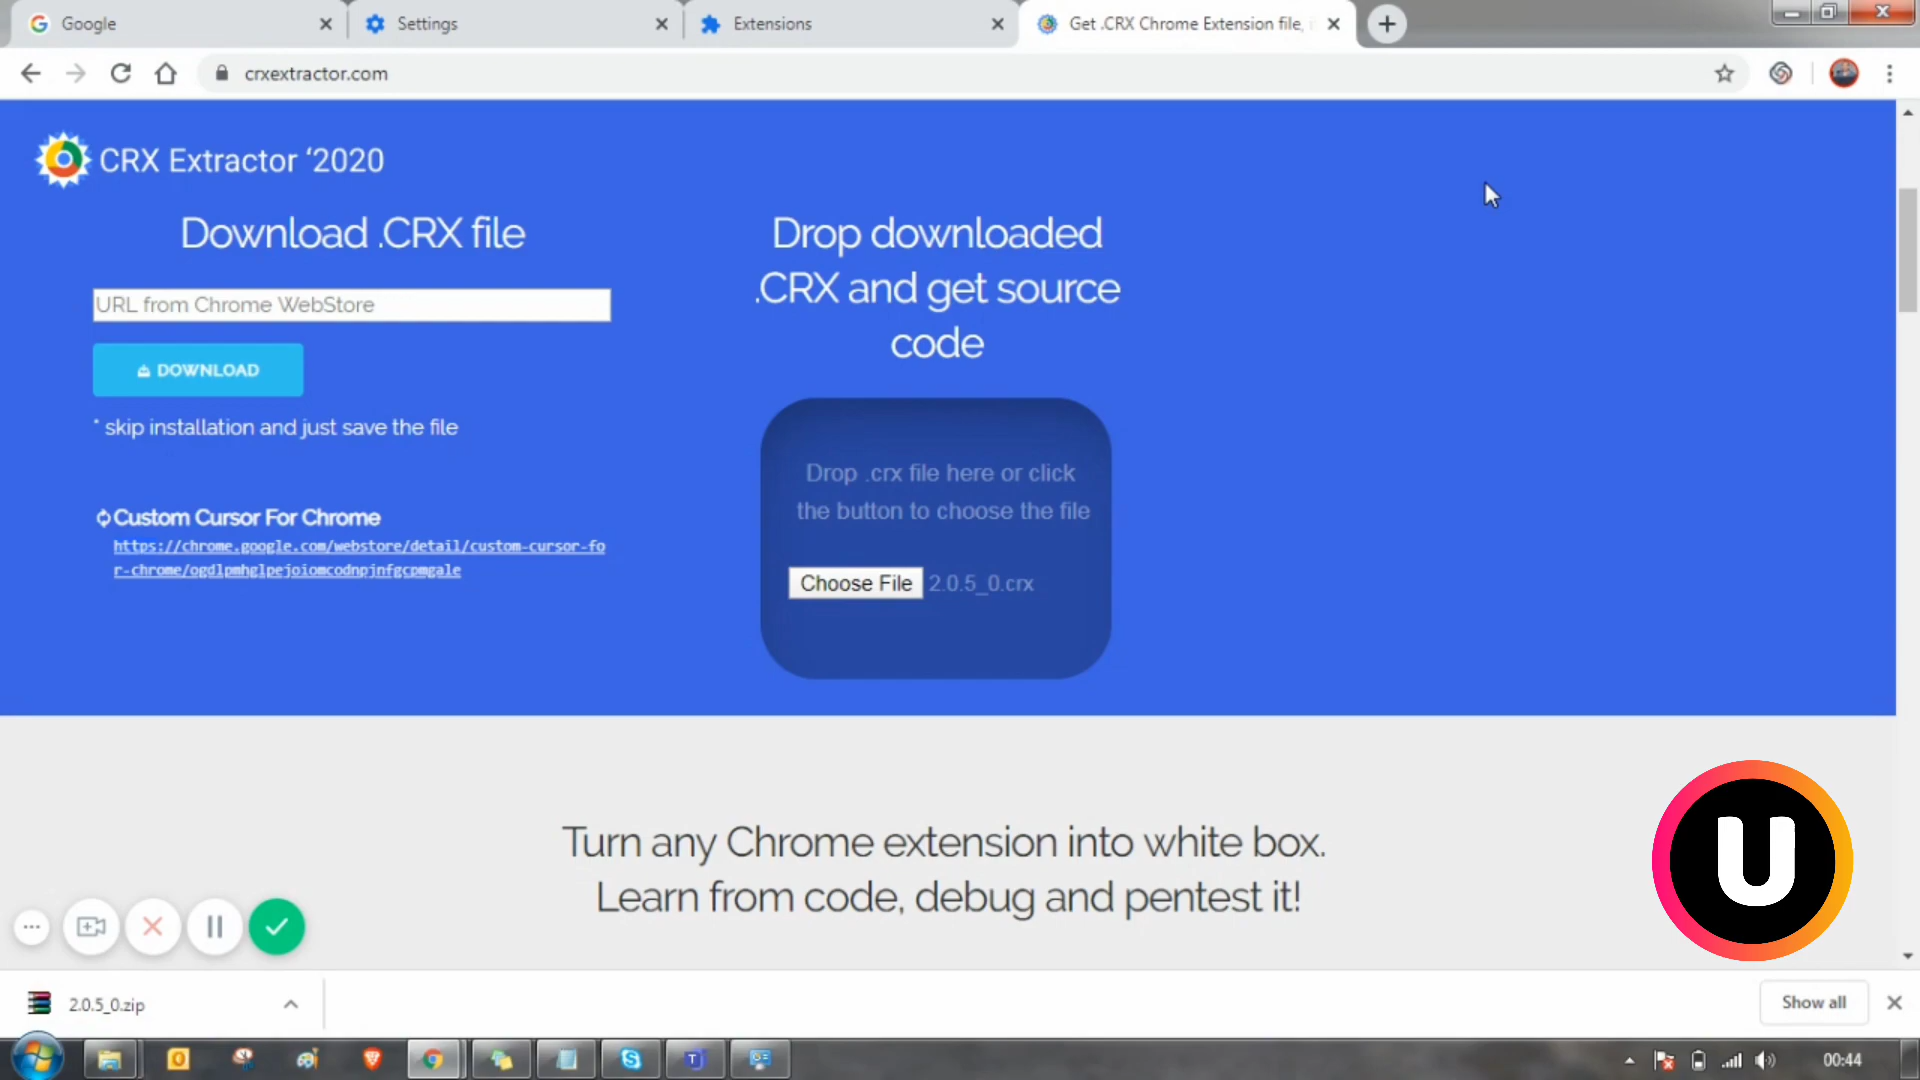 Google
Settings
Extensions
Get .CRX Chrome Extension file,
crxextractor.com
CRX Extractor ‘2020
Download .CRX file
URL from Chrome WebStore
DOWNLOAD
* skip installation and just save the file
Custom Cursor For Chrome
https://chrome.google.com/webstore/detail/custom-cursor-fo
r-chrome/ogdlpmhglpejoiomcodnpjnfgcpmgale
Drop downloaded
.CRX and get source
code
Drop .crx file here or click
the button to choose the file
Choose File 2.0.5_0.crx
Turn any Chrome extension into white box.
Learn from code, debug and pentest it!
U
2.0.5_0.zip
Show all
00:44